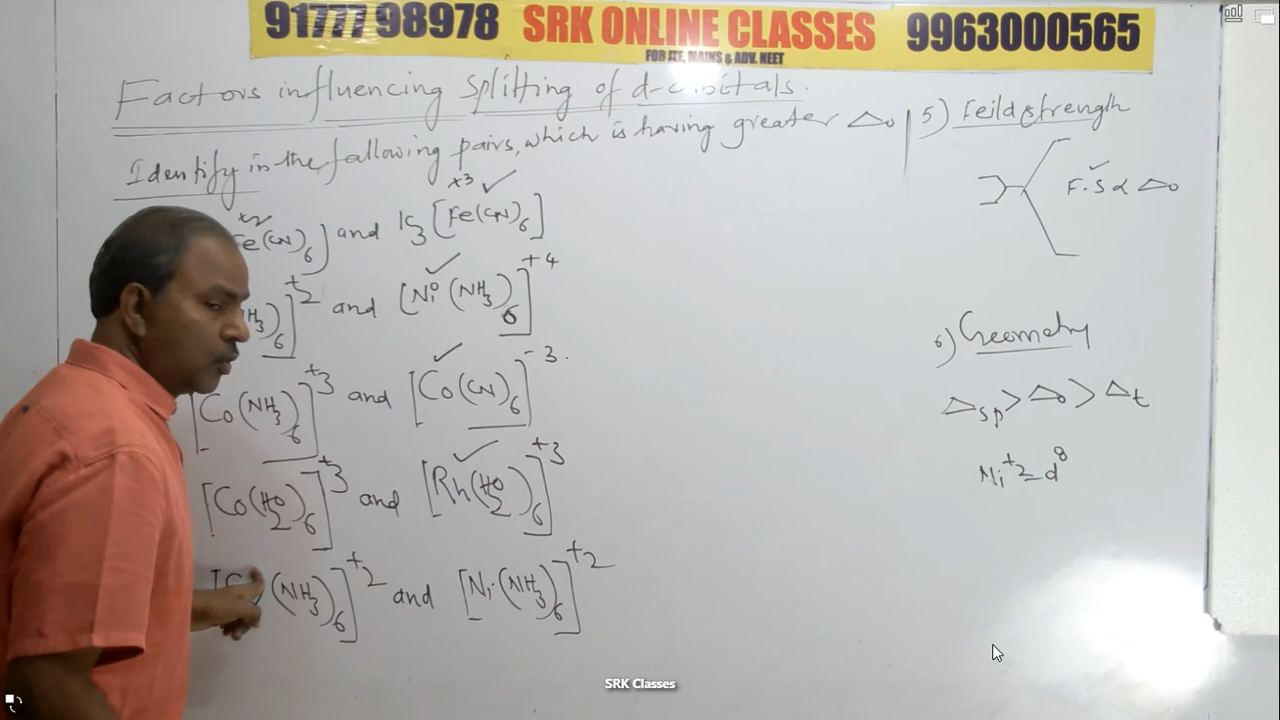 91777 98978 SRK ONLINE CLASSES 9963000565
FOR JEE, MAINS & ADV. NEET
Factors influencing splitting of d-orbitals.
Identify in the following pairs, which is having greater Δo
x2 Fe(CN)6] and K3[Fe(CN)6] x3 ✓
H3)6]+2 and [Ni(NH3)6]+4 ✓
[Co(NH3)6]+3 and [Co(CN)6]-3. ✓
[Co(H2O)6]+3 and [Rh(H2O)6]+3 ✓
[ (NH3)6]+2 and [Ni(NH3)6]+2
5) Feild strength
F.S α Δo ✓
6) Geometry
Δsp > Δo > Δt
Ni+2 - d8
SRK Classes